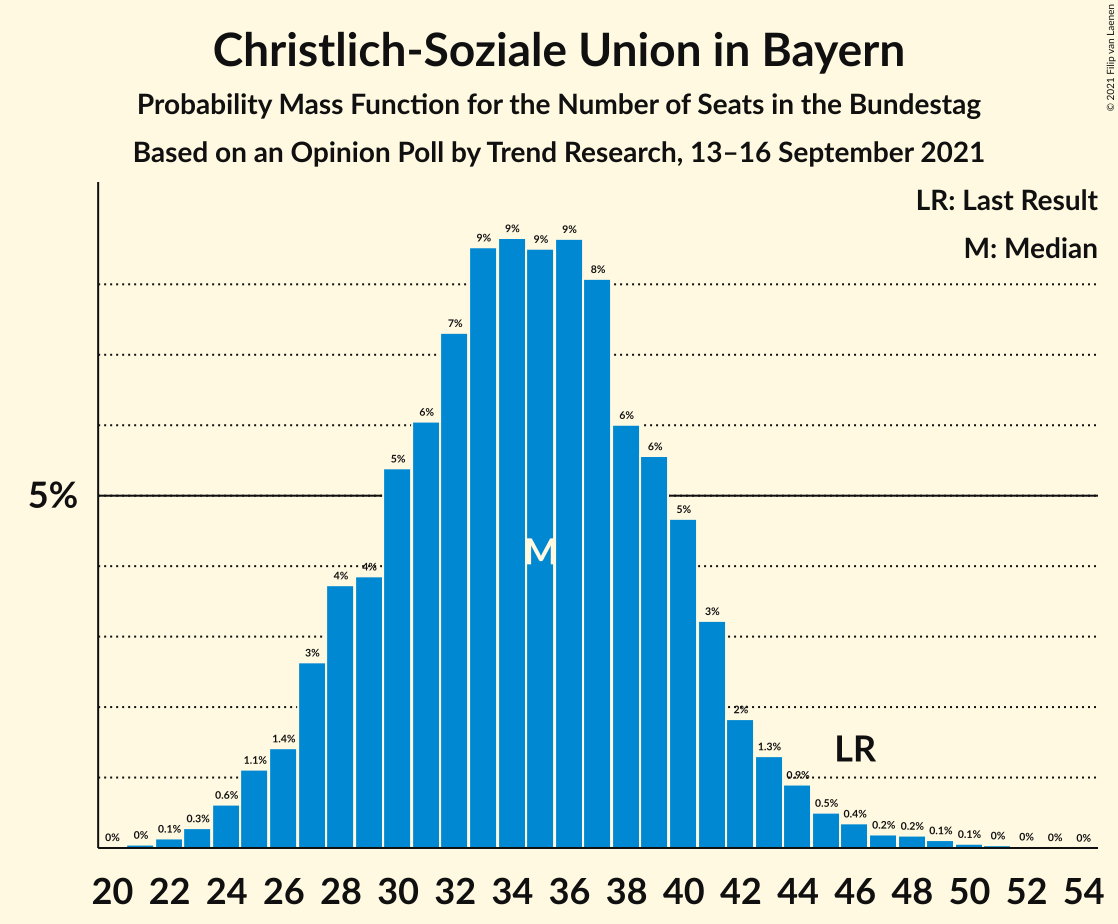 Christlich-Soziale Union in Bayern
Probability Mass Function for the Number of Seats in the Bundestag
Based on an Opinion Poll by Trend Research, 13–16 September 2021
© 2021 Filip van Laenen
LR: Last Result
M: Median
5%
0% 0% 0.1% 0.3% 0.6% 1.1% 1.4% 3% 4% 4% 5% 6% 7% 9% 9% 9% 9% 8% 6% 6% 5% 3% 2% 1.3% 0.9% 0.5% 0.4% 0.2% 0.2% 0.1% 0.1% 0% 0% 0% 0%
M
LR
20 22 24 26 28 30 32 34 36 38 40 42 44 46 48 50 52 54